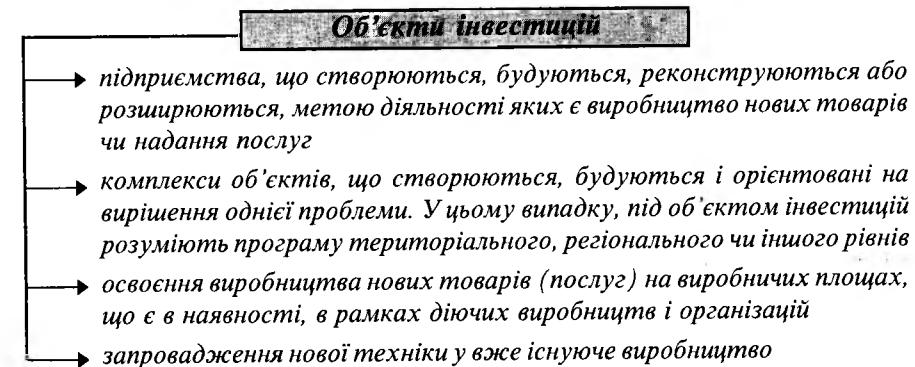 Об'єкти інвестицій
підприємства, що створюються, будуються, реконструюються або
розширюються, метою діяльності яких є виробництво нових товарів
чи надання послуг
комплекси об'єктів, що створюються, будуються і орієнтовані на
вирішення однієї проблеми. У цьому випадку, під об'єктом інвестицій
розуміють програму територіального, регіонального чи іншого рівнів
освоєння виробництва нових товарів (послуг) на виробничих площах,
що є в наявності, в рамках діючих виробництв і організацій
запровадження нової техніки у вже існуюче виробництво